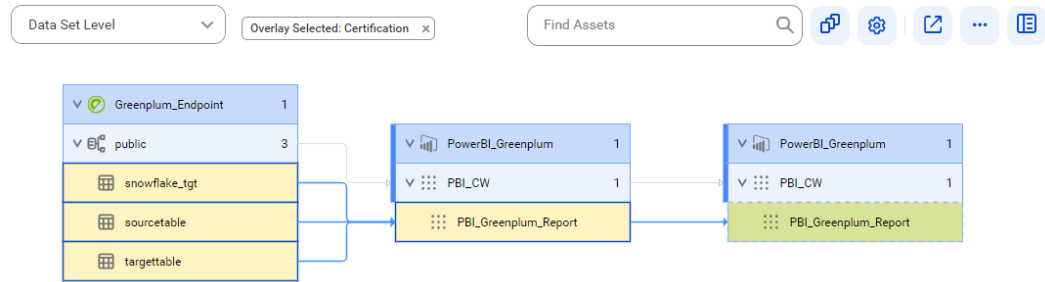 Data Set Level
Overlay Selected: Certification ×
Find Assets
Greenplum_Endpoint 1
public 3
snowflake_tgt
sourcetable
targettable
PowerBI_Greenplum 1
PBI_CW 1
PBI_Greenplum_Report
PowerBI_Greenplum 1
PBI_CW 1
PBI_Greenplum_Report